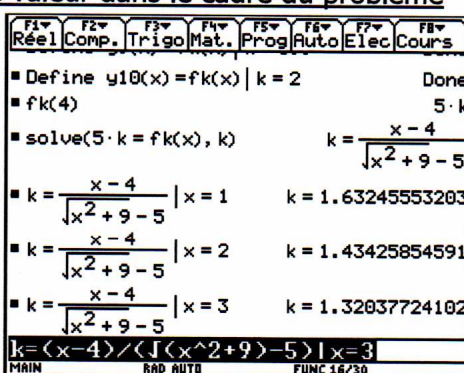 valeur dans le cadre du problème
F1▾ F2▾ F3▾ F4▾ F5▾ F6▾ F7▾ F8▾
Réel Comp. Trigo Mat. Prog Auto Elec Cours
▪ Define y10(x)=fk(x) | k = 2 Done
▪ fk(4) 5·k
▪ solve(5·k = fk(x), k) k = (x − 4)/(√(x² + 9) − 5
▪ k = (x − 4)/(√(x² + 9) − 5) | x = 1 k = 1.63245553203
▪ k = (x − 4)/(√(x² + 9) − 5) | x = 2 k = 1.43425854591
▪ k = (x − 4)/(√(x² + 9) − 5) | x = 3 k = 1.32037724102
k=(x-4)/(√(x^2+9)-5)|x=3
MAIN RAD AUTO FUNC 16/30